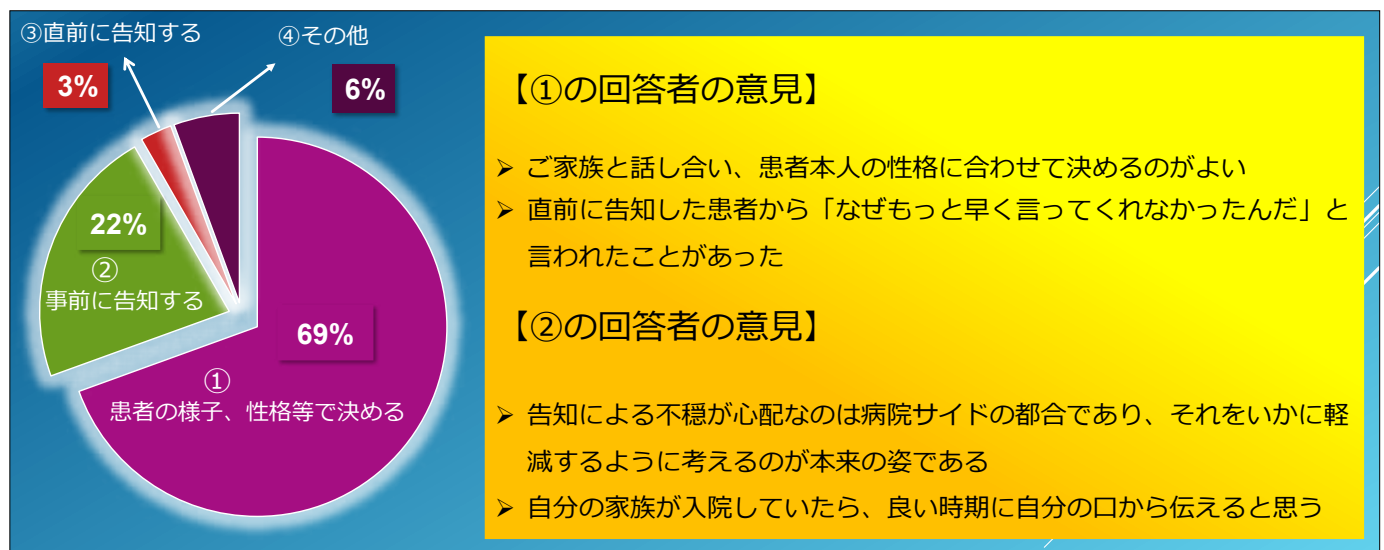 ③直前に告知する
④その他
3%
6%
22%
②
事前に告知する
69%
①
患者の様子、性格等で決める
【①の回答者の意見】
➢ ご家族と話し合い、患者本人の性格に合わせて決めるのがよい
➢ 直前に告知した患者から「なぜもっと早く言ってくれなかったんだ」と
言われたことがあった
【②の回答者の意見】
➢ 告知による不穏が心配なのは病院サイドの都合であり、それをいかに軽
減するように考えるのが本来の姿である
➢ 自分の家族が入院していたら、良い時期に自分の口から伝えると思う